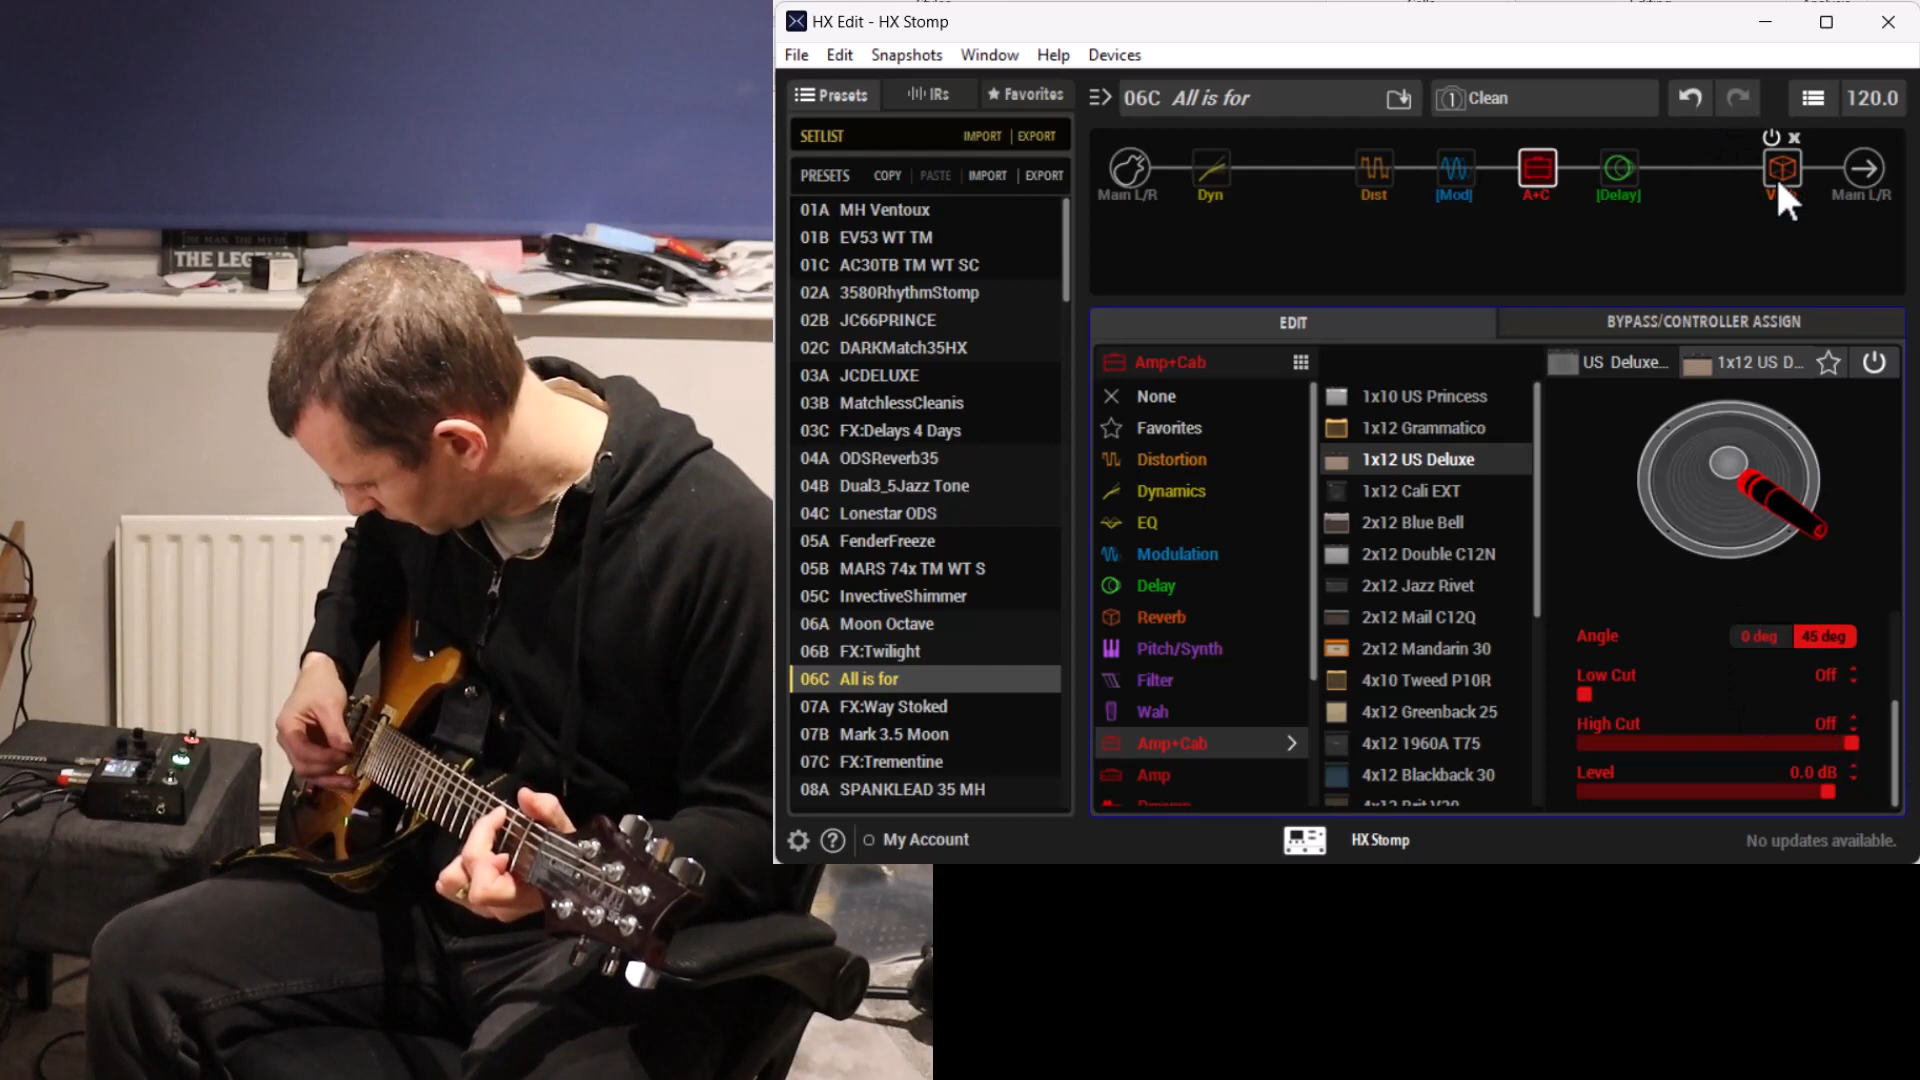 HX Edit - HX Stomp
File Edit Snapshots Window Help Devices
Presets IRs Favorites
06C All is for
1 Clean
120.0
SETLIST IMPORT | EXPORT
PRESETS COPY PASTE IMPORT | EXPORT
Main L/R Dyn Dist [Mod] A+C [Delay] Main L/R
01A MH Ventoux
01B EV53 WT TM
01C AC30TB TM WT SC
02A 3580RhythmStomp
02B JC66PRINCE
02C DARKMatch35HX
03A JCDELUXE
03B MatchlessCleanis
03C FX:Delays 4 Days
04A ODSReverb35
04B Dual3_5Jazz Tone
04C Lonestar ODS
05A FenderFreeze
05B MARS 74x TM WT S
05C InvectiveShimmer
06A Moon Octave
06B FX:Twilight
06C All is for
07A FX:Way Stoked
07B Mark 3.5 Moon
07C FX:Trementine
08A SPANKLEAD 35 MH
EDIT
BYPASS/CONTROLLER ASSIGN
Amp+Cab
None
Favorites
Distortion
Dynamics
EQ
Modulation
Delay
Reverb
Pitch/Synth
Filter
Wah
Amp+Cab
Amp
1x10 US Princess
1x12 Grammatico
1x12 US Deluxe
1x12 Cali EXT
2x12 Blue Bell
2x12 Double C12N
2x12 Jazz Rivet
2x12 Mail C12Q
2x12 Mandarin 30
4x10 Tweed P10R
4x12 Greenback 25
4x12 1960A T75
4x12 Blackback 30
US Deluxe... 1x12 US D...
Angle 0 deg 45 deg
Low Cut Off
High Cut Off
Level 0.0 dB
My Account
HX Stomp
No updates available.
THE MAN. THE MYTH.
THE LEGEND